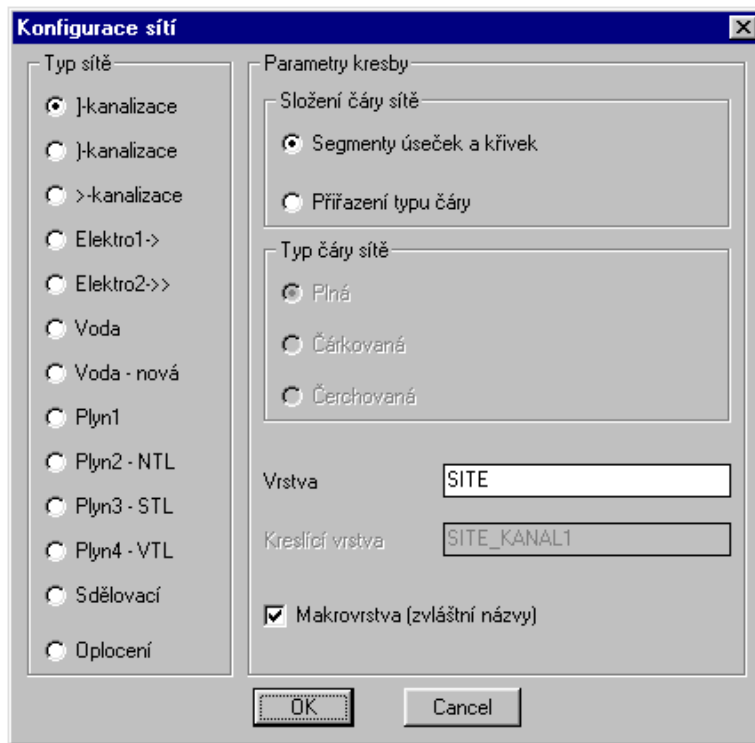 Konfigurace sítí
Typ sítě
]-kanalizace
}-kanalizace
>-kanalizace
Elektro1->
Elektro2->>
Voda
Voda - nová
Plyn1
Plyn2 - NTL
Plyn3 - STL
Plyn4 - VTL
Sdělovací
Oplocení
Parametry kresby
Složení čáry sítě
Segmenty úseček a křivek
Přiřazení typu čáry
Typ čáry sítě
Plná
Čárkovaná
Čerchovaná
Vrstva SITE
Kreslící vrstva SITE_KANAL1
Makrovrstva (zvláštní názvy)
OK Cancel